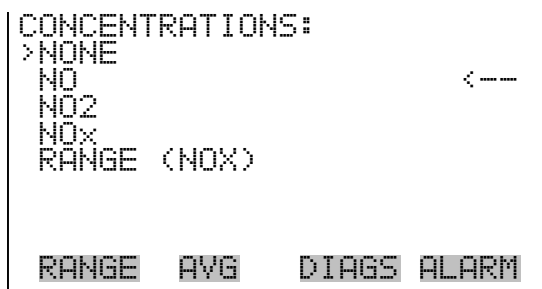 CONCENTRATIONS:
>NONE
NO <--
NO2
NOx
RANGE (NOX)
RANGE AVG DIAGS ALARM